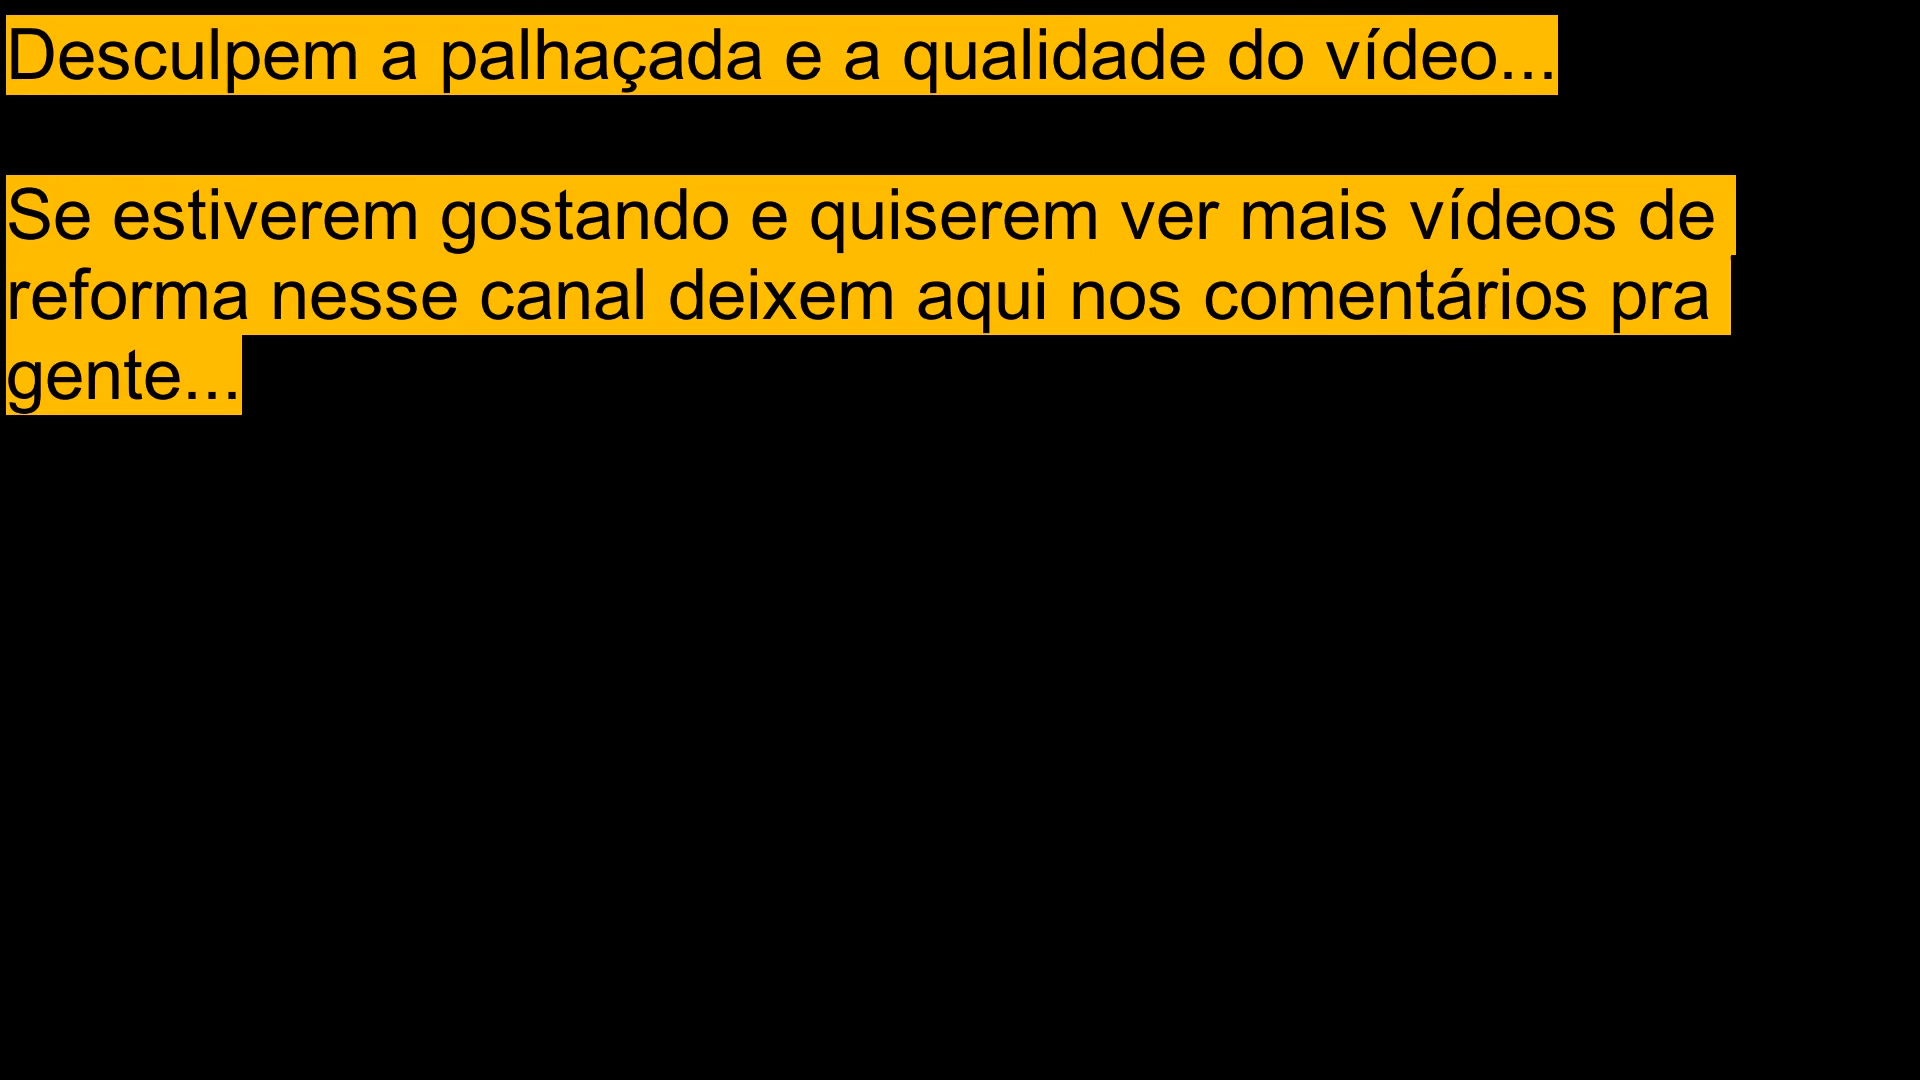 Desculpem a palhaçada e a qualidade do vídeo...
Se estiverem gostando e quiserem ver mais vídeos de
reforma nesse canal deixem aqui nos comentários pra
gente...